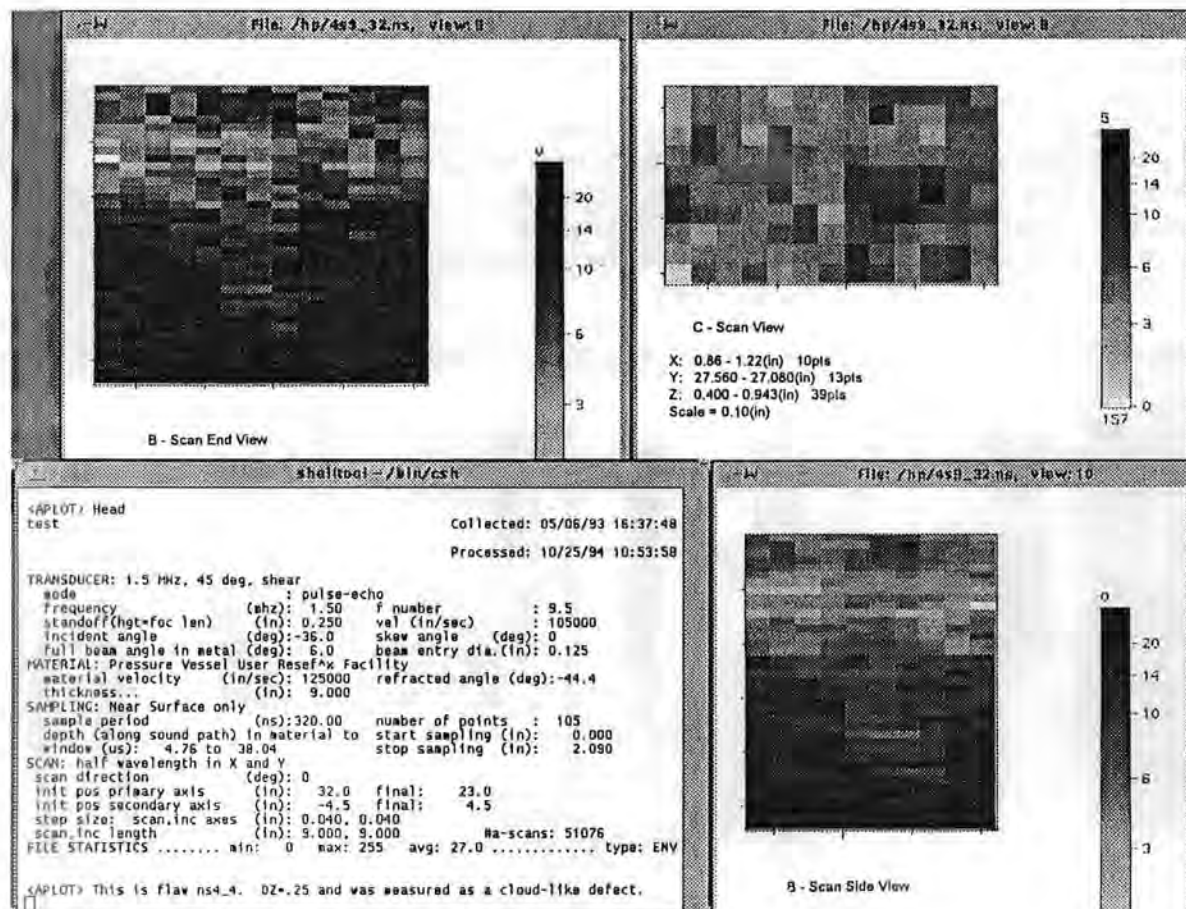 File: /hp/4s9_32.ns, view:8
20
14
10
6
3
B - Scan End View
File: /hp/4s9_32.ns, view:8
5
20
14
10
6
3
0
157
C - Scan View
X: 0.86 - 1.22(in) 10pts
Y: 27.560 - 27.080(in) 13pts
Z: 0.400 - 0.943(in) 39pts
Scale = 0.10(in)
shelltool - /bin/csh
<APLOT> Head
test
Collected: 05/06/93 16:37:48
Processed: 10/25/94 10:53:58
TRANSDUCER: 1.5 MHz, 45 deg, shear
mode : pulse-echo
frequency (mhz): 1.50 f number : 9.5
standoff(hgt=foc len) (in): 0.250 vel (in/sec) : 105000
incident angle (deg):-36.0 skew angle (deg): 0
full beam angle in metal (deg): 6.0 beam entry dia.(in): 0.125
MATERIAL: Pressure Vessel User Resef^x Facility
material velocity (in/sec): 125000 refracted angle (deg):-44.4
thickness... (in): 9.000
SAMPLING: Near Surface only
sample period (ns):320.00 number of points : 105
depth (along sound path) in material to start sampling (in): 0.000
window (us): 4.76 to 38.04 stop sampling (in): 2.090
SCAN: half wavelength in X and Y
scan direction (deg): 0
init pos primary axis (in): 32.0 final: 23.0
init pos secondary axis (in): -4.5 final: 4.5
step size: scan,inc axes (in): 0.040, 0.040
scan,inc length (in): 9.000, 9.000 #a-scans: 51076
FILE STATISTICS ........ min: 0 max: 255 avg: 27.0 ............. type: ENV
<APLOT> This is flaw ns4_4. DZ=.25 and was measured as a cloud-like defect.
File: /hp/4s9_32.ns, view:10
20
14
10
6
3
B - Scan Side View